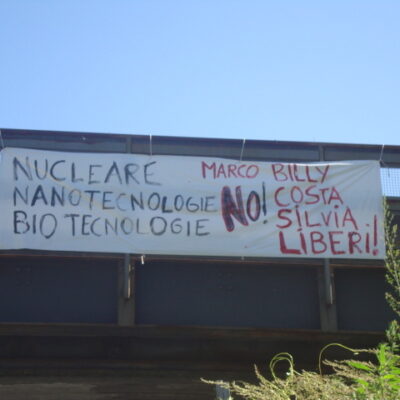 NUCLEARE
NANOTECNOLOGIE
BIOTECNOLOGIE
NO!
MARCO BILLY
COSTA
SILVIA
LIBERI!